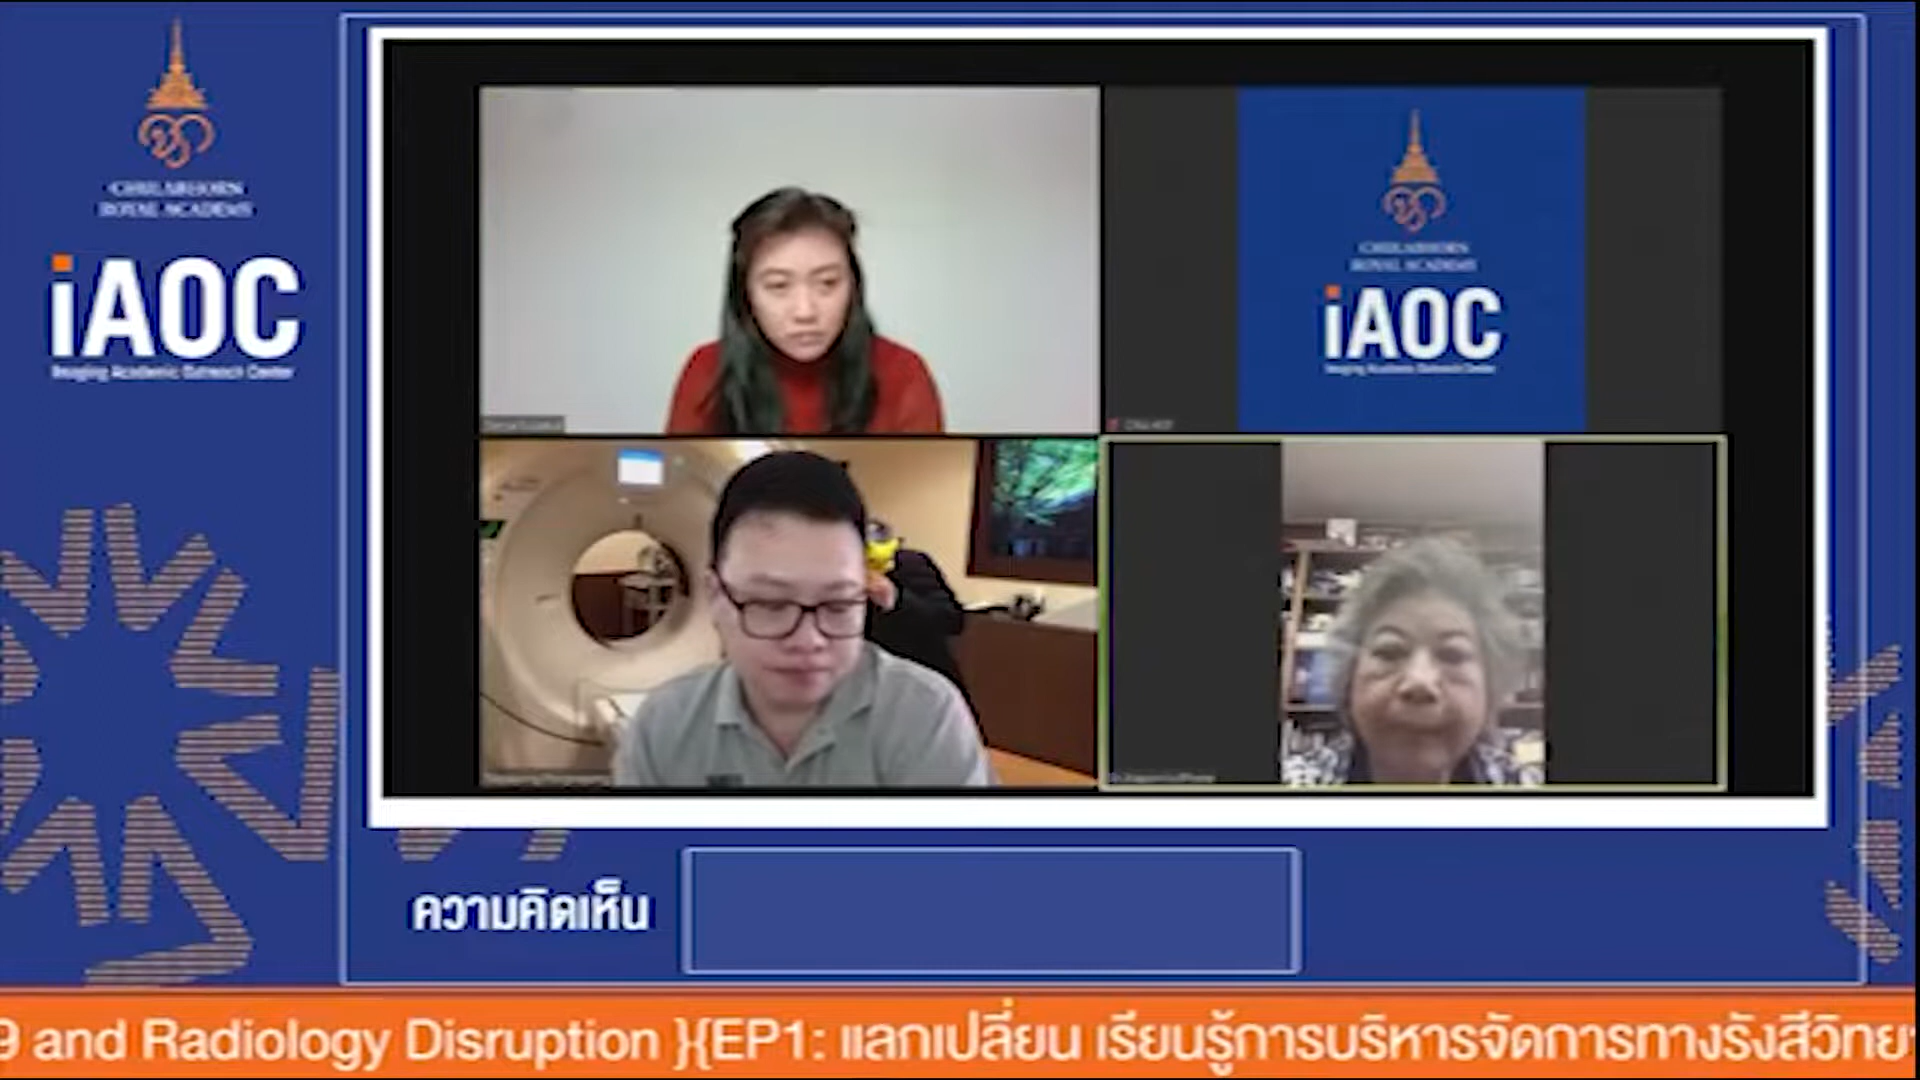 CHULABHORN
ROYAL ACADEMY
iAOC
Imaging Academic Outreach Center
CHULABHORN
ROYAL ACADEMY
iAOC
Imaging Academic Outreach Center
ความคิดเห็น
9 and Radiology Disruption }{EP1: แลกเปลี่ยน เรียนรู้การบริหารจัดการทางรังสีวิทยา